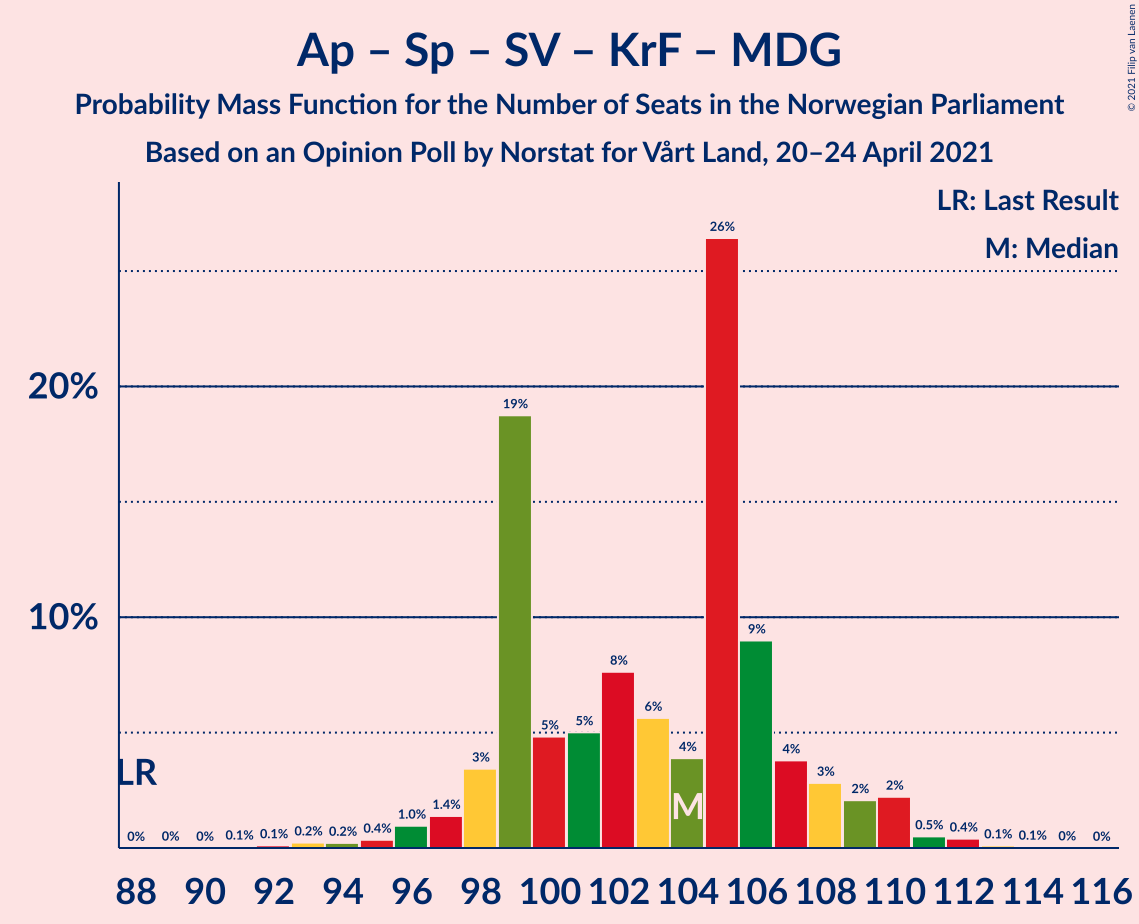 Ap – Sp – SV – KrF – MDG
Probability Mass Function for the Number of Seats in the Norwegian Parliament
Based on an Opinion Poll by Norstat for Vårt Land, 20–24 April 2021
© 2021 Filip van Laenen
LR: Last Result
M: Median
20%
10%
LR
M
0% 0% 0% 0.1% 0.1% 0.2% 0.2% 0.4% 1.0% 1.4% 3% 19% 5% 5% 8% 6% 4% 26% 9% 4% 3% 2% 2% 0.5% 0.4% 0.1% 0.1% 0% 0%
88 90 92 94 96 98 100 102 104 106 108 110 112 114 116